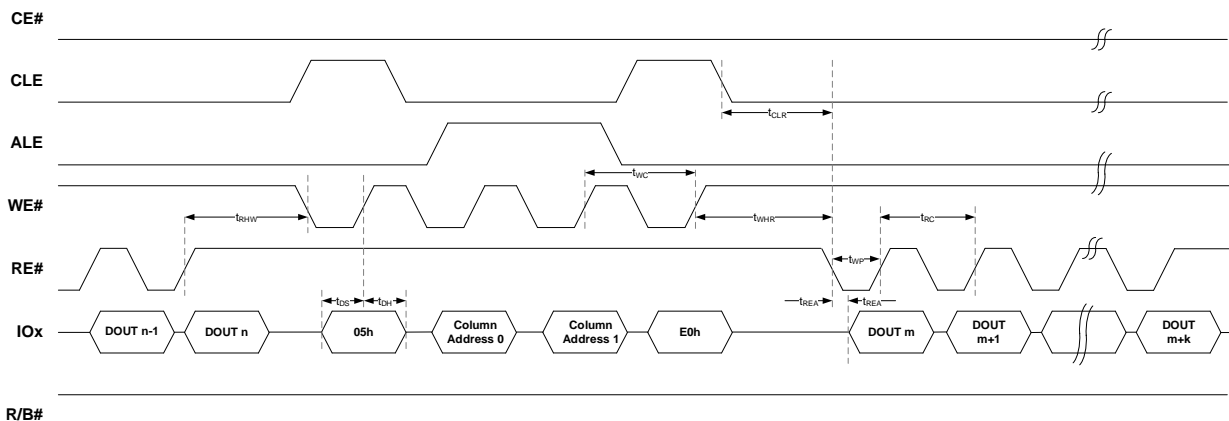 CE#
CLE
tCLR
ALE
tWC
WE#
tRHW
tWHR
tRC
RE#
tWP
tDS
tDH
tREA
tREA
IOx
DOUT n-1
DOUT n
05h
Column
Address 0
Column
Address 1
E0h
DOUT m
DOUT
m+1
DOUT
m+k
R/B#